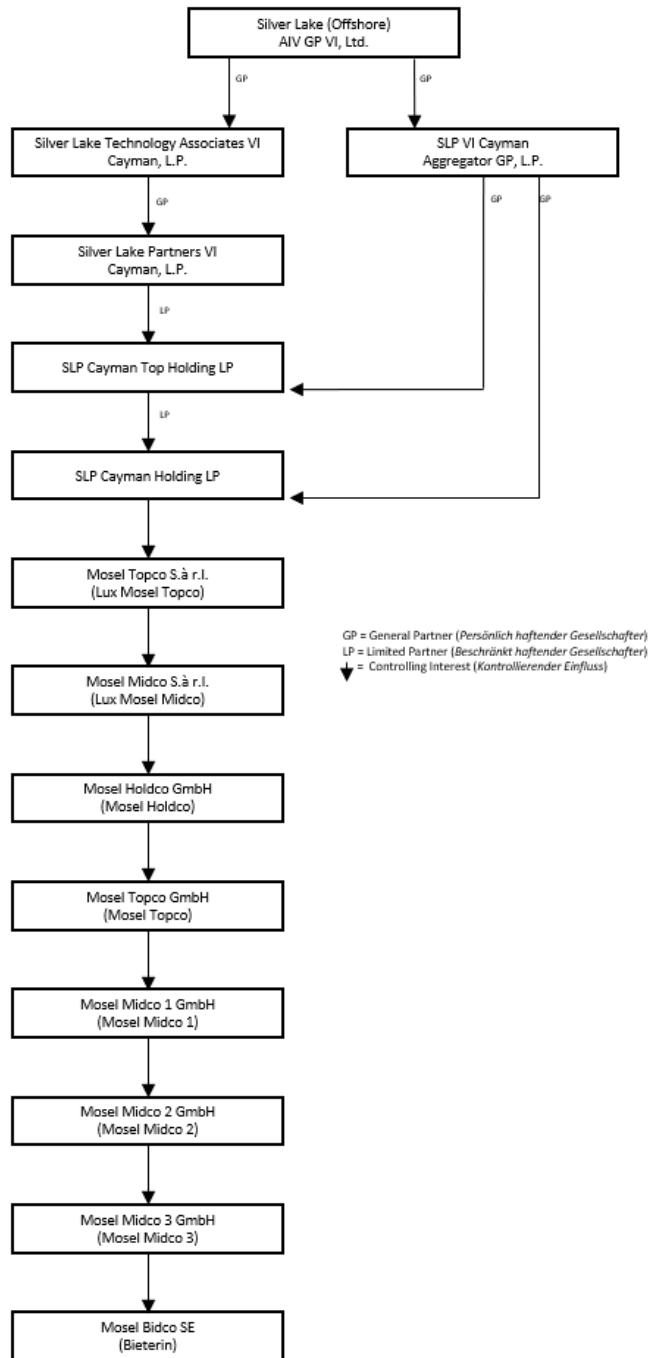 Silver Lake (Offshore)
AIV GP VI, Ltd.
GP
GP
Silver Lake Technology Associates VI
Cayman, L.P.
SLP VI Cayman
Aggregator GP, L.P.
GP
GP
GP
Silver Lake Partners VI
Cayman, L.P.
LP
SLP Cayman Top Holding LP
LP
SLP Cayman Holding LP
Mosel Topco S.à r.l.
(Lux Mosel Topco)
GP = General Partner (Persönlich haftender Gesellschafter)
LP = Limited Partner (Beschränkt haftender Gesellschafter)
= Controlling Interest (Kontrollierender Einfluss)
Mosel Midco S.à r.l.
(Lux Mosel Midco)
Mosel Holdco GmbH
(Mosel Holdco)
Mosel Topco GmbH
(Mosel Topco)
Mosel Midco 1 GmbH
(Mosel Midco 1)
Mosel Midco 2 GmbH
(Mosel Midco 2)
Mosel Midco 3 GmbH
(Mosel Midco 3)
Mosel Bidco SE
(Bieterin)